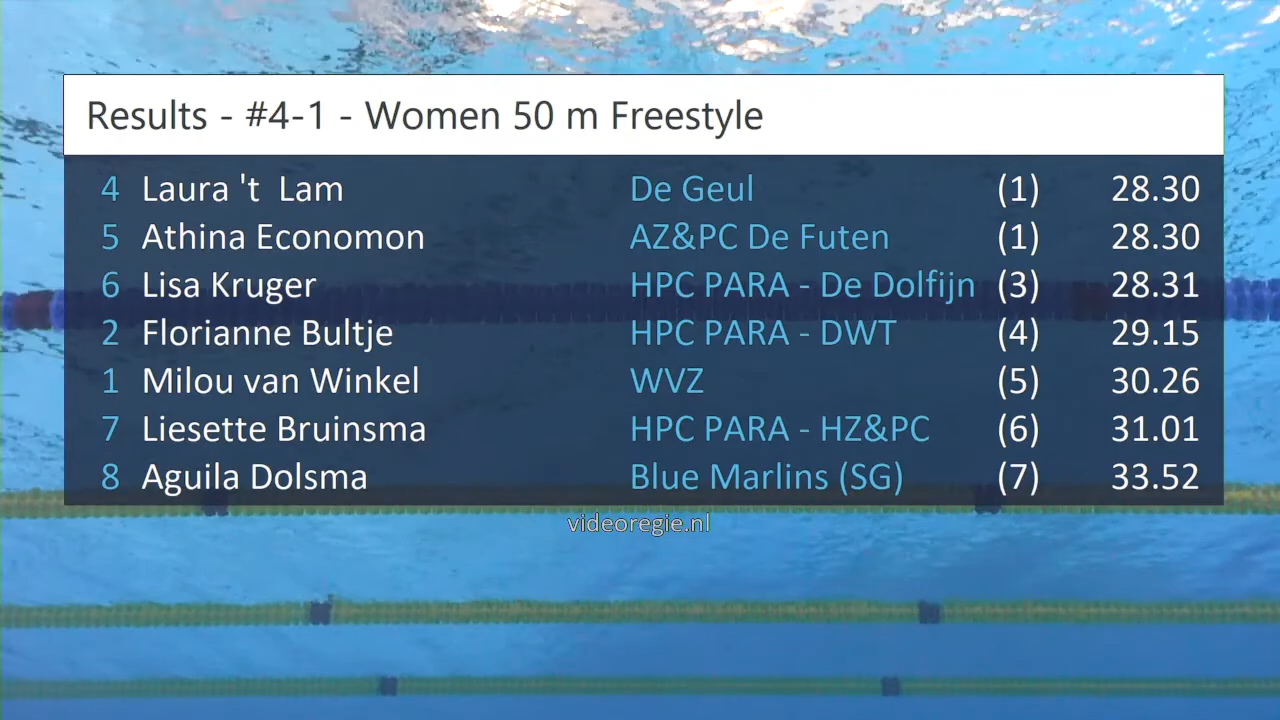 Results - #4-1 - Women 50 m Freestyle
4 Laura 't  Lam De Geul (1) 28.30
5 Athina Economon AZ&PC De Futen (1) 28.30
6 Lisa Kruger HPC PARA - De Dolfijn (3) 28.31
2 Florianne Bultje HPC PARA - DWT (4) 29.15
1 Milou van Winkel WVZ (5) 30.26
7 Liesette Bruinsma HPC PARA - HZ&PC (6) 31.01
8 Aguila Dolsma Blue Marlins (SG) (7) 33.52
videoregie.nl